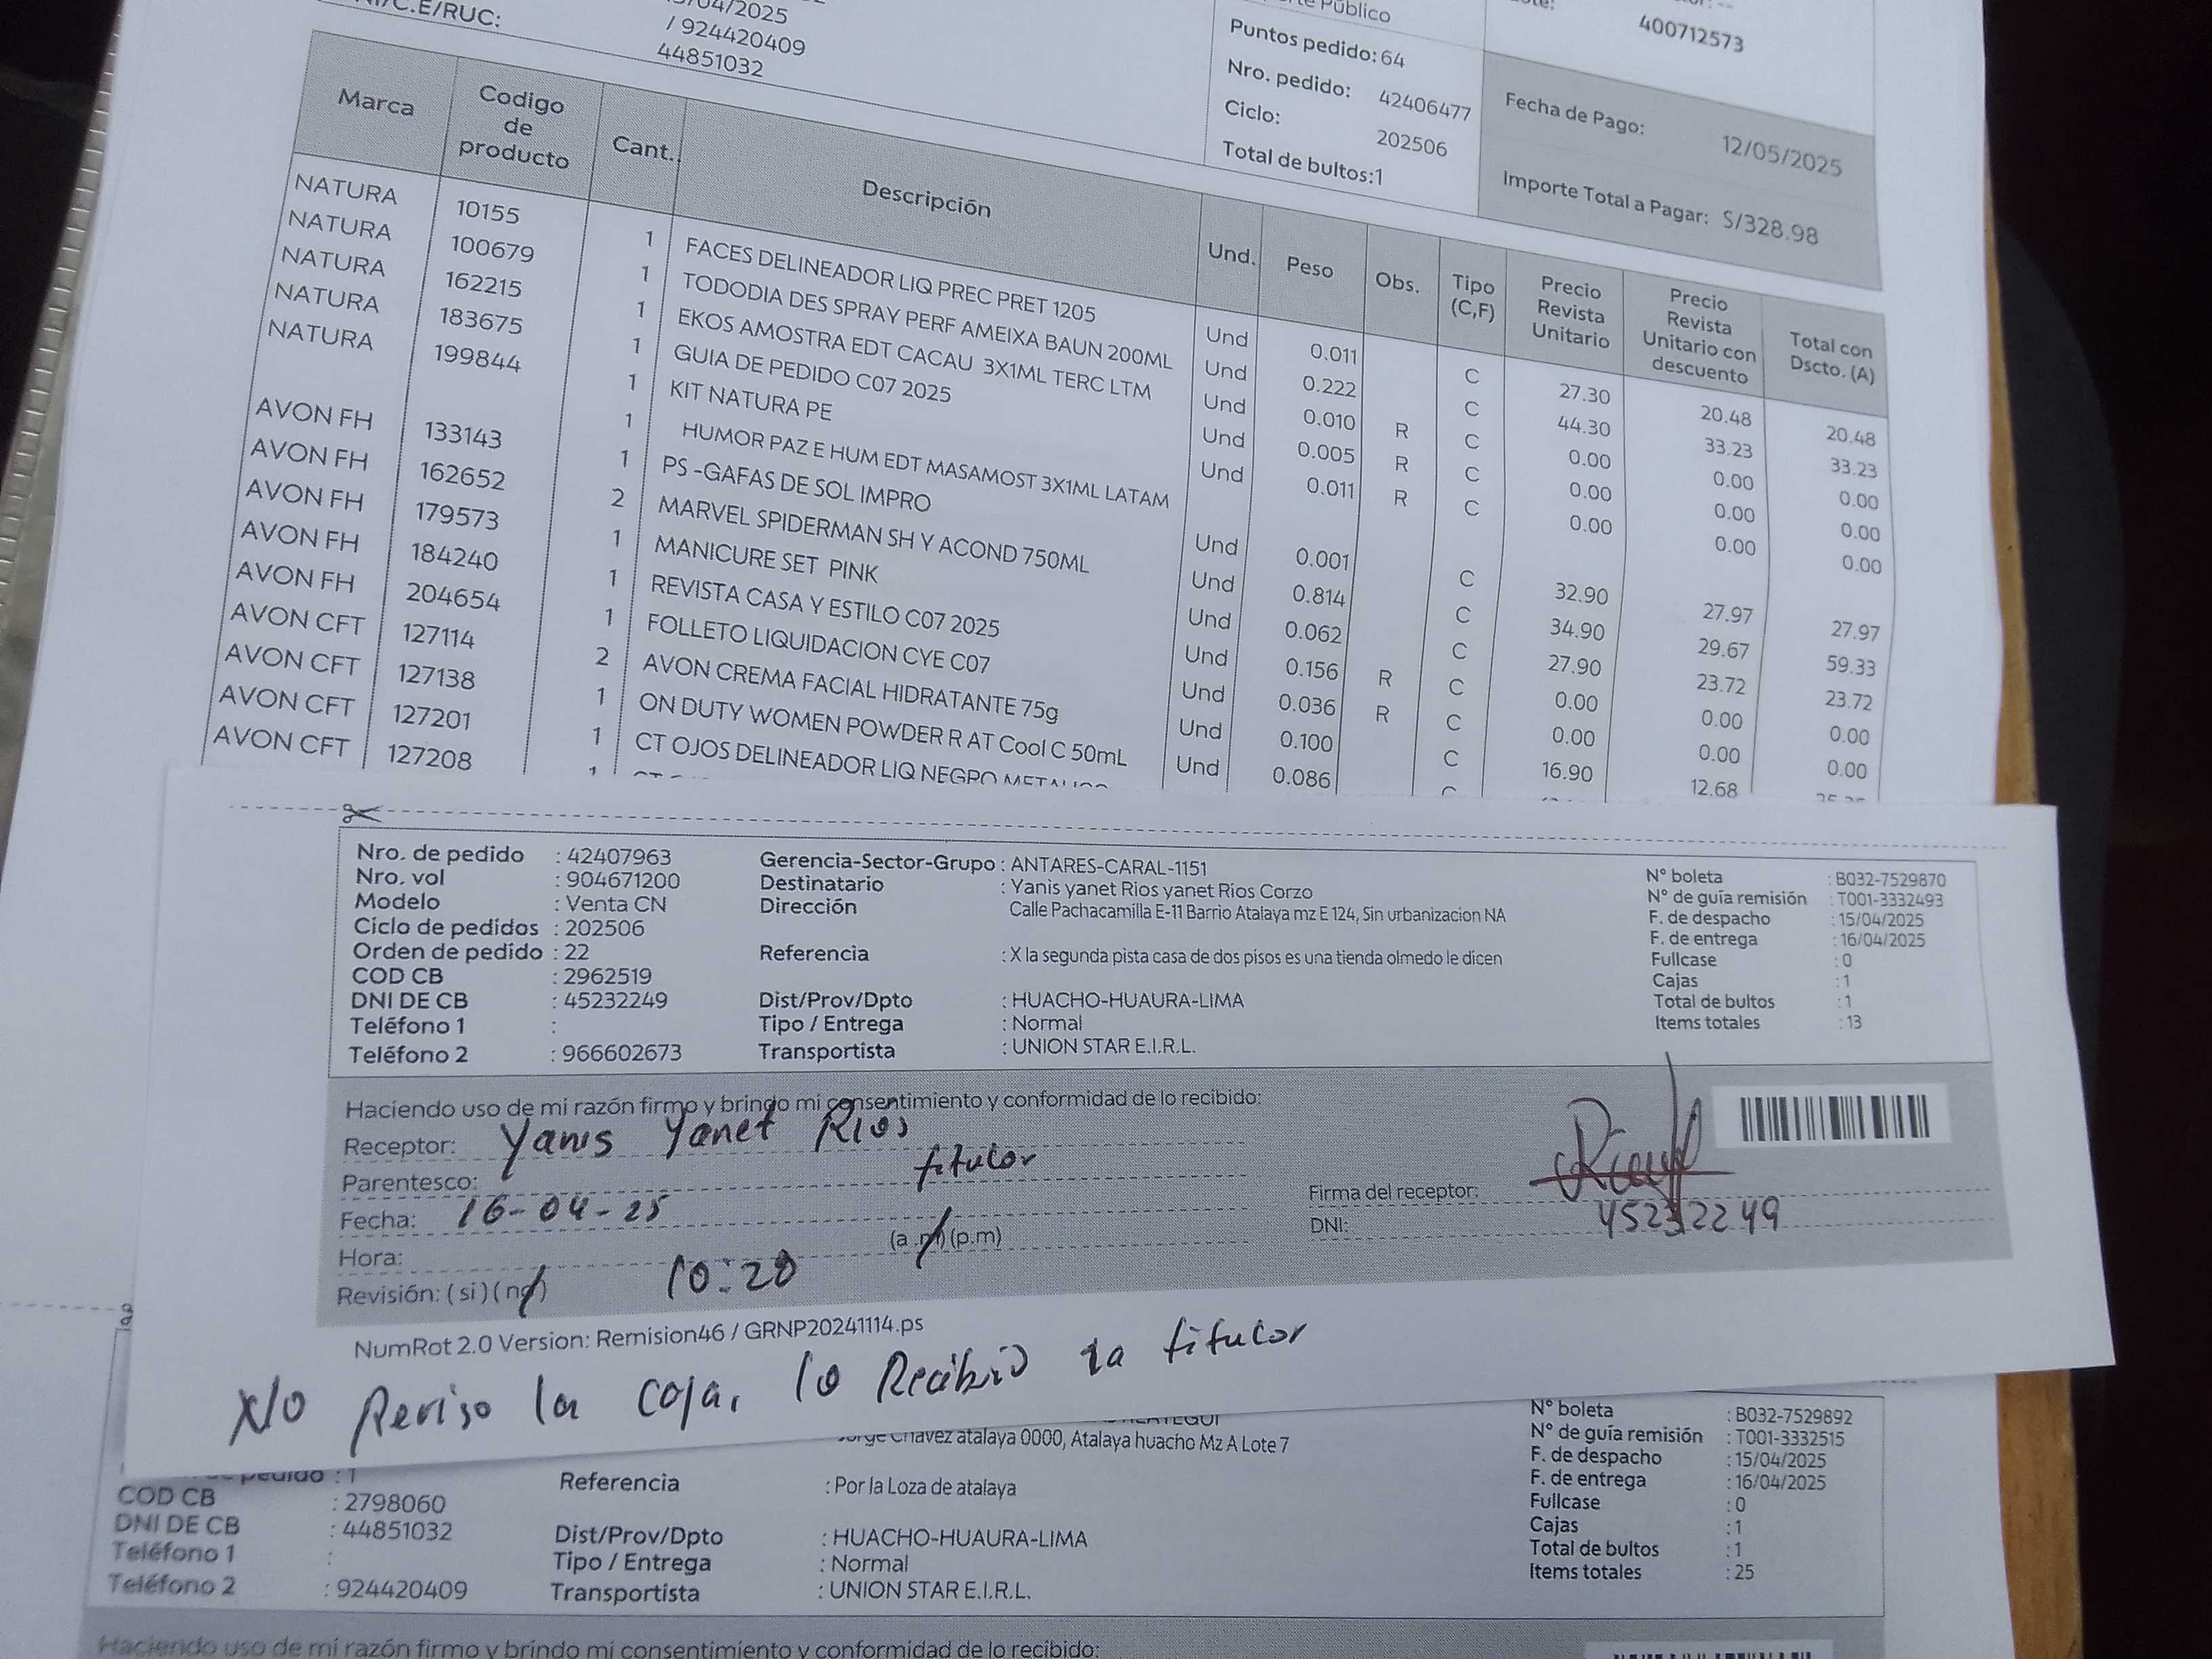 /04/2025
/ 924420409
44851032
C.E/RUC:
Público
Puntos pedido: 64
Nro. pedido: 42406477
Ciclo: 202506
Total de bultos:1
400712573
Fecha de Pago: 12/05/2025
Importe Total a Pagar: S/328.98
Marca Codigo de producto Cant. Descripción Und. Peso Obs. Tipo (C,F) Precio Revista Unitario Precio Revista Unitario con descuento Total con Dscto. (A)
NATURA 10155 1 FACES DELINEADOR LIQ PREC PRET 1205 Und 0.011 C 27.30 20.48 20.48
NATURA 100679 1 TODODIA DES SPRAY PERF AMEIXA BAUN 200ML Und 0.222 C 44.30 33.23 33.23
NATURA 162215 1 EKOS AMOSTRA EDT CACAU 3X1ML TERC LTM Und 0.010 R C 0.00 0.00 0.00
NATURA 183675 1 GUIA DE PEDIDO C07 2025 Und 0.005 R C 0.00 0.00 0.00
NATURA 199844 1 KIT NATURA PE Und 0.011 R C 0.00 0.00 0.00
AVON FH 133143 1 HUMOR PAZ E HUM EDT MASAMOST 3X1ML LATAM Und 0.001 C 32.90 27.97 27.97
AVON FH 162652 1 PS -GAFAS DE SOL IMPRO Und 0.814 C 34.90 29.67 59.33
AVON FH 179573 2 MARVEL SPIDERMAN SH Y ACOND 750ML Und 0.062 C 27.90 23.72 23.72
AVON FH 184240 1 MANICURE SET PINK Und 0.156 R C 0.00 0.00 0.00
AVON FH 204654 1 REVISTA CASA Y ESTILO C07 2025 Und 0.036 R C 0.00 0.00 0.00
AVON CFT 127114 1 FOLLETO LIQUIDACION CYE C07 Und 0.100 C 16.90 12.68
AVON CFT 127138 2 AVON CREMA FACIAL HIDRATANTE 75g Und 0.086
AVON CFT 127201 1 ON DUTY WOMEN POWDER R AT Cool C 50mL
AVON CFT 127208 1 CT OJOS DELINEADOR LIQ NEGRO
Nro. de pedido : 42407963 Gerencia-Sector-Grupo : ANTARES-CARAL-1151 N° boleta : B032-7529870
Nro. vol : 904671200 Destinatario : Yanis yanet Rios yanet Rios Corzo N° de guía remisión : T001-3332493
Modelo : Venta CN Dirección Calle Pachacamilla E-11 Barrio Atalaya mz E 124, Sin urbanizacion NA F. de despacho : 15/04/2025
Ciclo de pedidos : 202506 F. de entrega : 16/04/2025
Orden de pedido : 22 Referencia : X la segunda pista casa de dos pisos es una tienda olmedo le dicen Fullcase : 0
COD CB : 2962519 Cajas : 1
DNI DE CB : 45232249 Dist/Prov/Dpto : HUACHO-HUAURA-LIMA Total de bultos : 1
Teléfono 1 : Tipo / Entrega : Normal Items totales : 13
Teléfono 2 : 966602673 Transportista : UNION STAR E.I.R.L.
Haciendo uso de mi razón firmo y brindo mi consentimiento y conformidad de lo recibido:
Receptor: Yanis Yanet Rios
Parentesco: titular
Fecha: 16-04-25
Hora: 10:20 (a.m) (p.m)
Revisión: ( si ) ( no )
Firma del receptor:
DNI: 45232249
NumRot 2.0 Version: Remision46 / GRNP20241114.ps
No Reviso la caja, lo Recibio la titular
Jorge Chavez atalaya 0000, Atalaya huacho Mz A Lote 7
N° boleta : B032-7529892
N° de guía remisión : T001-3332515
F. de despacho : 15/04/2025
F. de entrega : 16/04/2025
Fullcase : 0
Cajas : 1
Total de bultos : 1
Items totales : 25
de pedido : 1 Referencia : Por la Loza de atalaya
COD CB : 2798060
DNI DE CB : 44851032 Dist/Prov/Dpto : HUACHO-HUAURA-LIMA
Teléfono 1 : Tipo / Entrega : Normal
Teléfono 2 : 924420409 Transportista : UNION STAR E.I.R.L.
Haciendo uso de mi razón firmo y brindo mi consentimiento y conformidad de lo recibido: